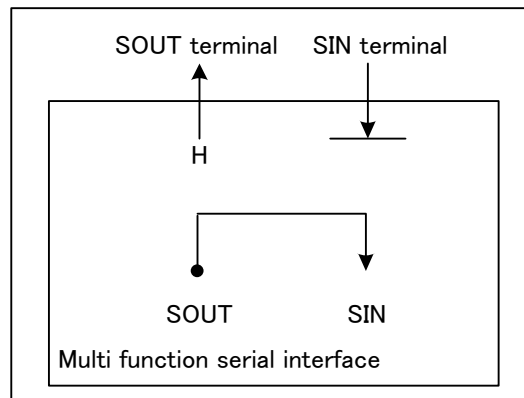 SOUT terminal SIN terminal
H
SOUT SIN
Multi function serial interface